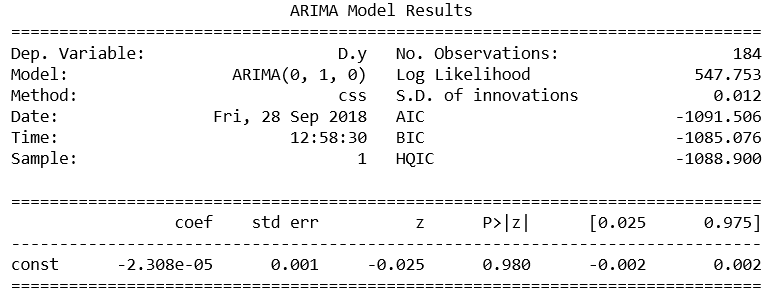 ARIMA Model Results
==============================================================================
Dep. Variable: D.y No. Observations: 184
Model: ARIMA(0, 1, 0) Log Likelihood 547.753
Method: css S.D. of innovations 0.012
Date: Fri, 28 Sep 2018 AIC -1091.506
Time: 12:58:30 BIC -1085.076
Sample: 1 HQIC -1088.900
==============================================================================
coef std err z P>|z| [0.025 0.975]
------------------------------------------------------------------------------
const -2.308e-05 0.001 -0.025 0.980 -0.002 0.002
==============================================================================